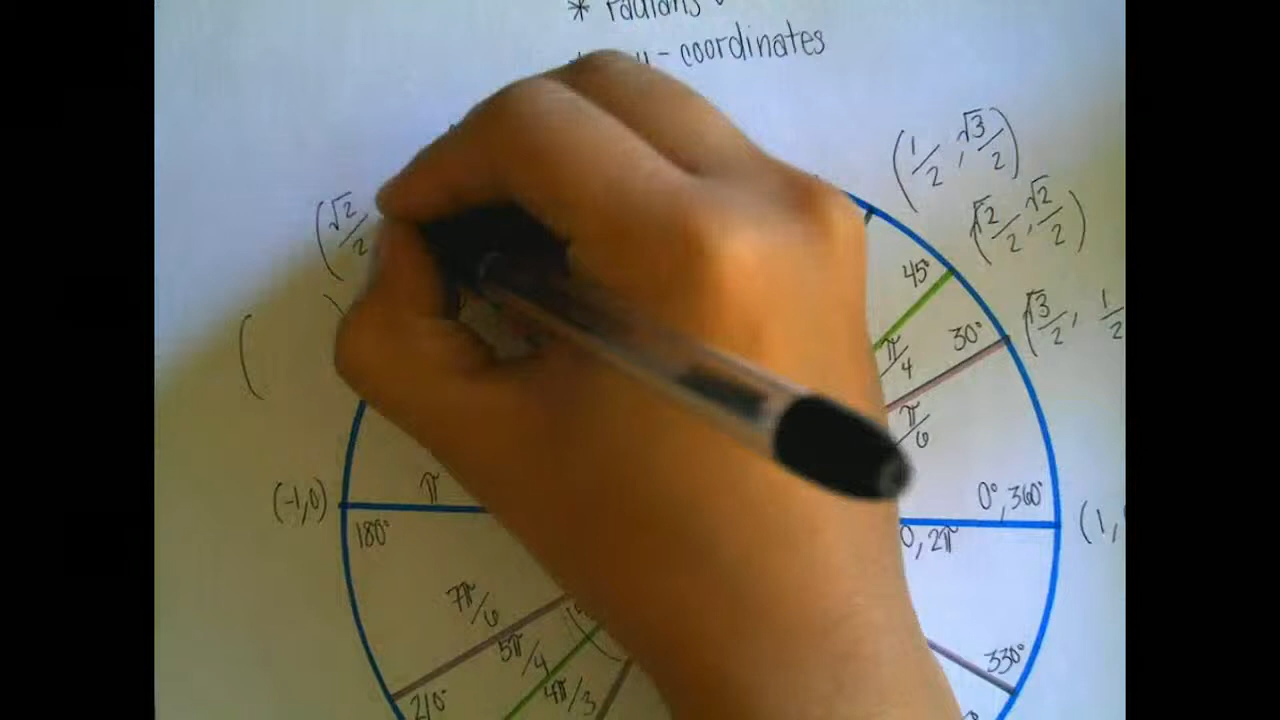 * radians
- coordinates
(1/2, √3/2)
(√2/2, √2/2)
(√2/2
45°
(√3/2, 1/2
30°
π/4
π/6
(-1,0)
π
0°, 360°
(1,
180°
0, 2π
7π/6
5π/4
4π/3
330°
210°